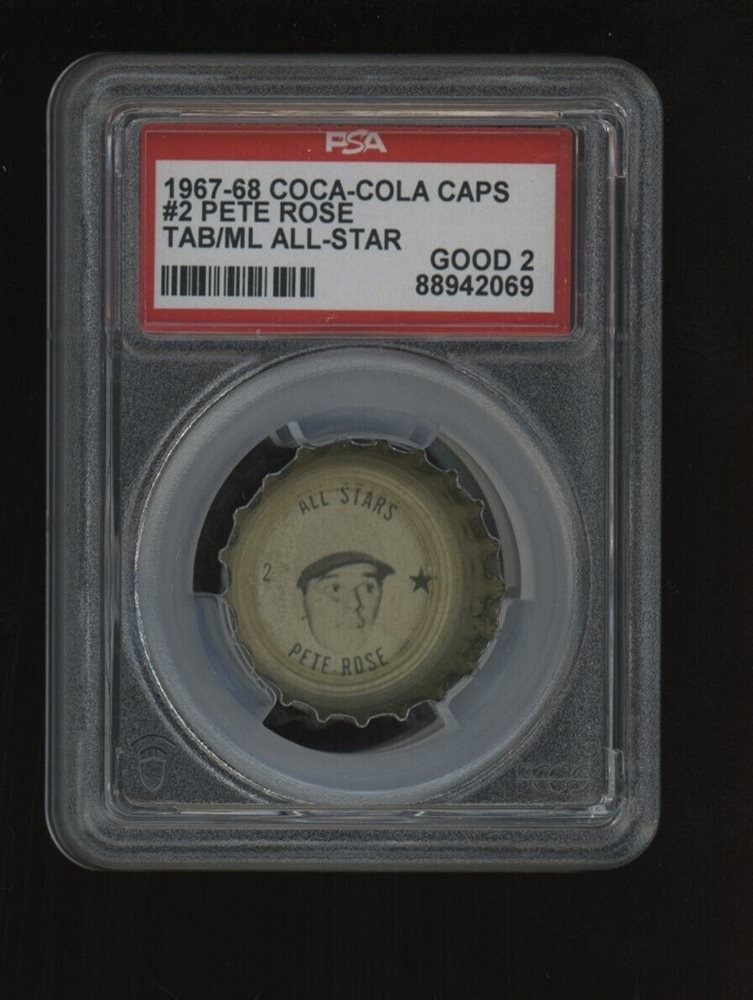 PSA
1967-68 COCA-COLA CAPS
#2 PETE ROSE
TAB/ML ALL-STAR
GOOD 2
88942069
ALL STARS
2
PETE ROSE